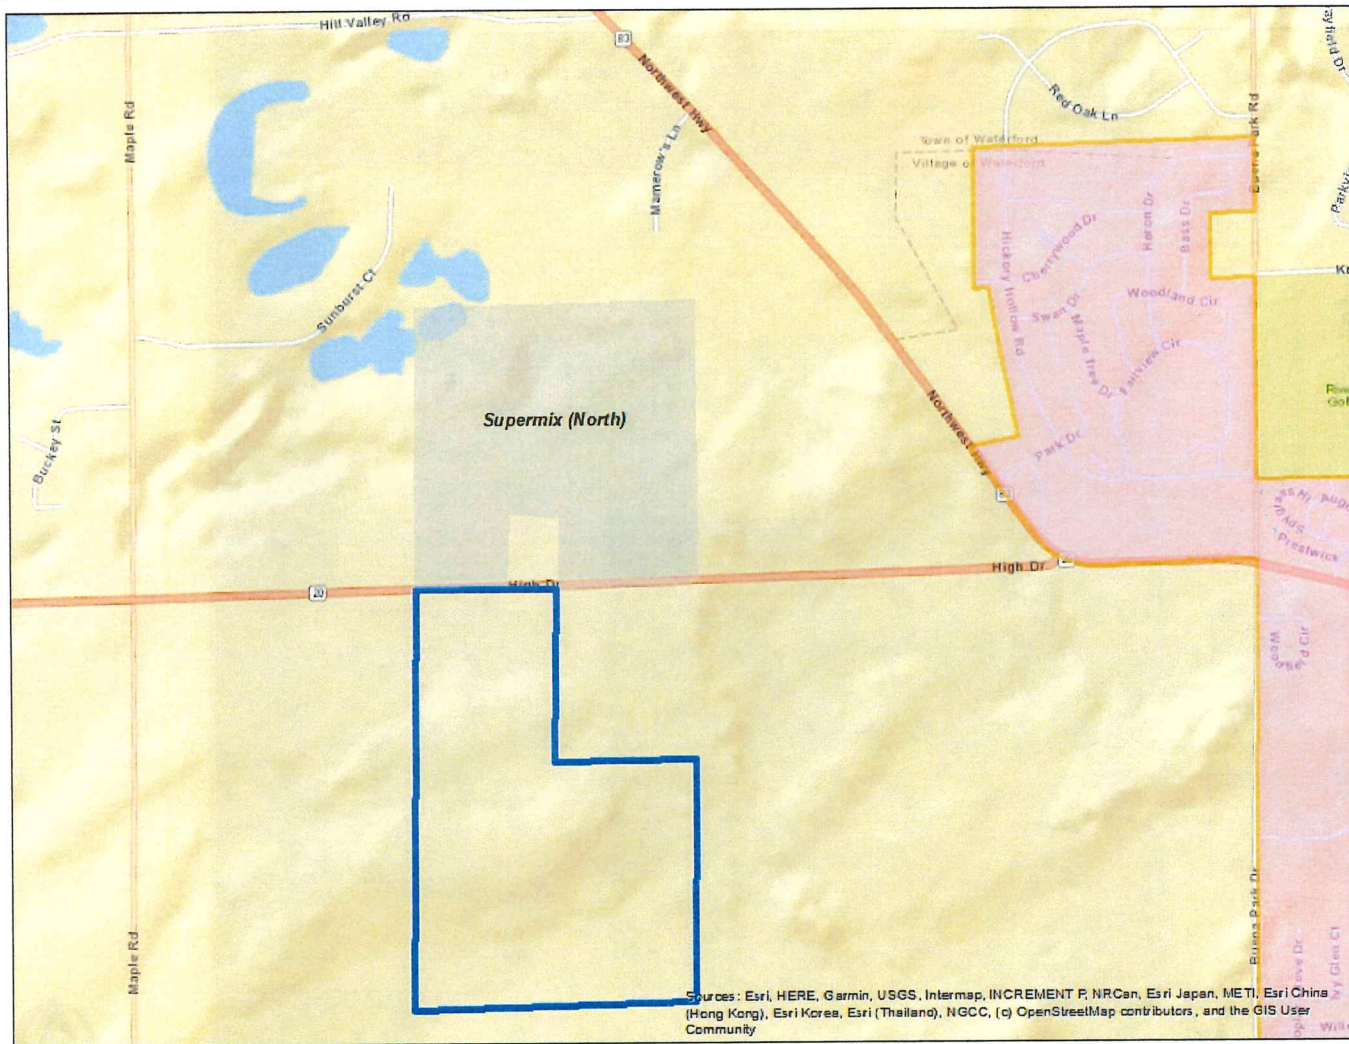 Hill Valley Rd
83
Northwest Hwy
Maple Rd
Mamerow's Ln
Red Oak Ln
Town of Waterford
Village of Waterford
Buena Park Rd
Hickory Hollow Rd
Cherrywood Dr
Heron Dr
Bass Dr
Woodland Cir
Swan Dr
Maple Tree Dr
Fairview Cir
Sunburst Ct
Buckey St
Supermix (North)
Northwest Hwy
Park Dr
Prestwick
High Dr
High Dr
20
Maple Rd
Buena Park Dr
Ivy Glen Ct
Sources: Esri, HERE, Garmin, USGS, Intermap, INCREMENT P, NRCan, Esri Japan, METI, Esri China
(Hong Kong), Esri Korea, Esri (Thailand), NGCC, (c) OpenStreetMap contributors, and the GIS User
Community